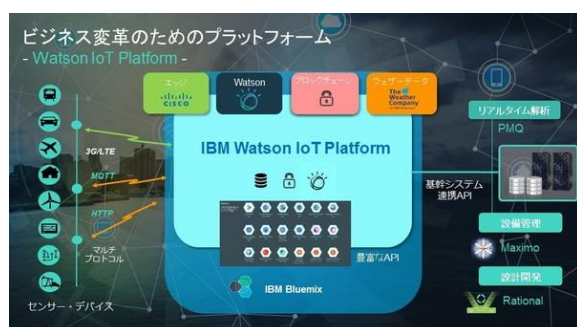 ビジネス変革のためのプラットフォーム
- Watson IoT Platform -
エッジ
CISCO
Watson
ブロックチェーン
ウェザーデータ
The
Weather
Company
IBM Watson IoT Platform
3G/LTE
MQTT
HTTP
マルチ
プロトコル
センサー・デバイス
豊富なAPI
IBM Bluemix
基幹システム
連携API
リアルタイム解析
PMQ
設備管理
Maximo
設計開発
Rational